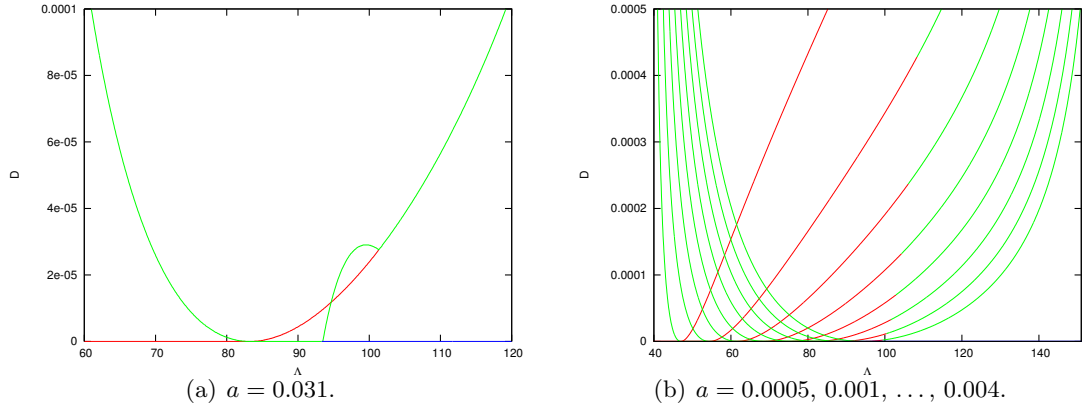 0.0001
8e-05
6e-05
4e-05
2e-05
0
D
60 70 80 90 100 110 120
Λ
(a) a = 0.031.
0.0005
0.0004
0.0003
0.0002
0.0001
0
D
40 60 80 100 120 140
Λ
(b) a = 0.0005, 0.001, …, 0.004.